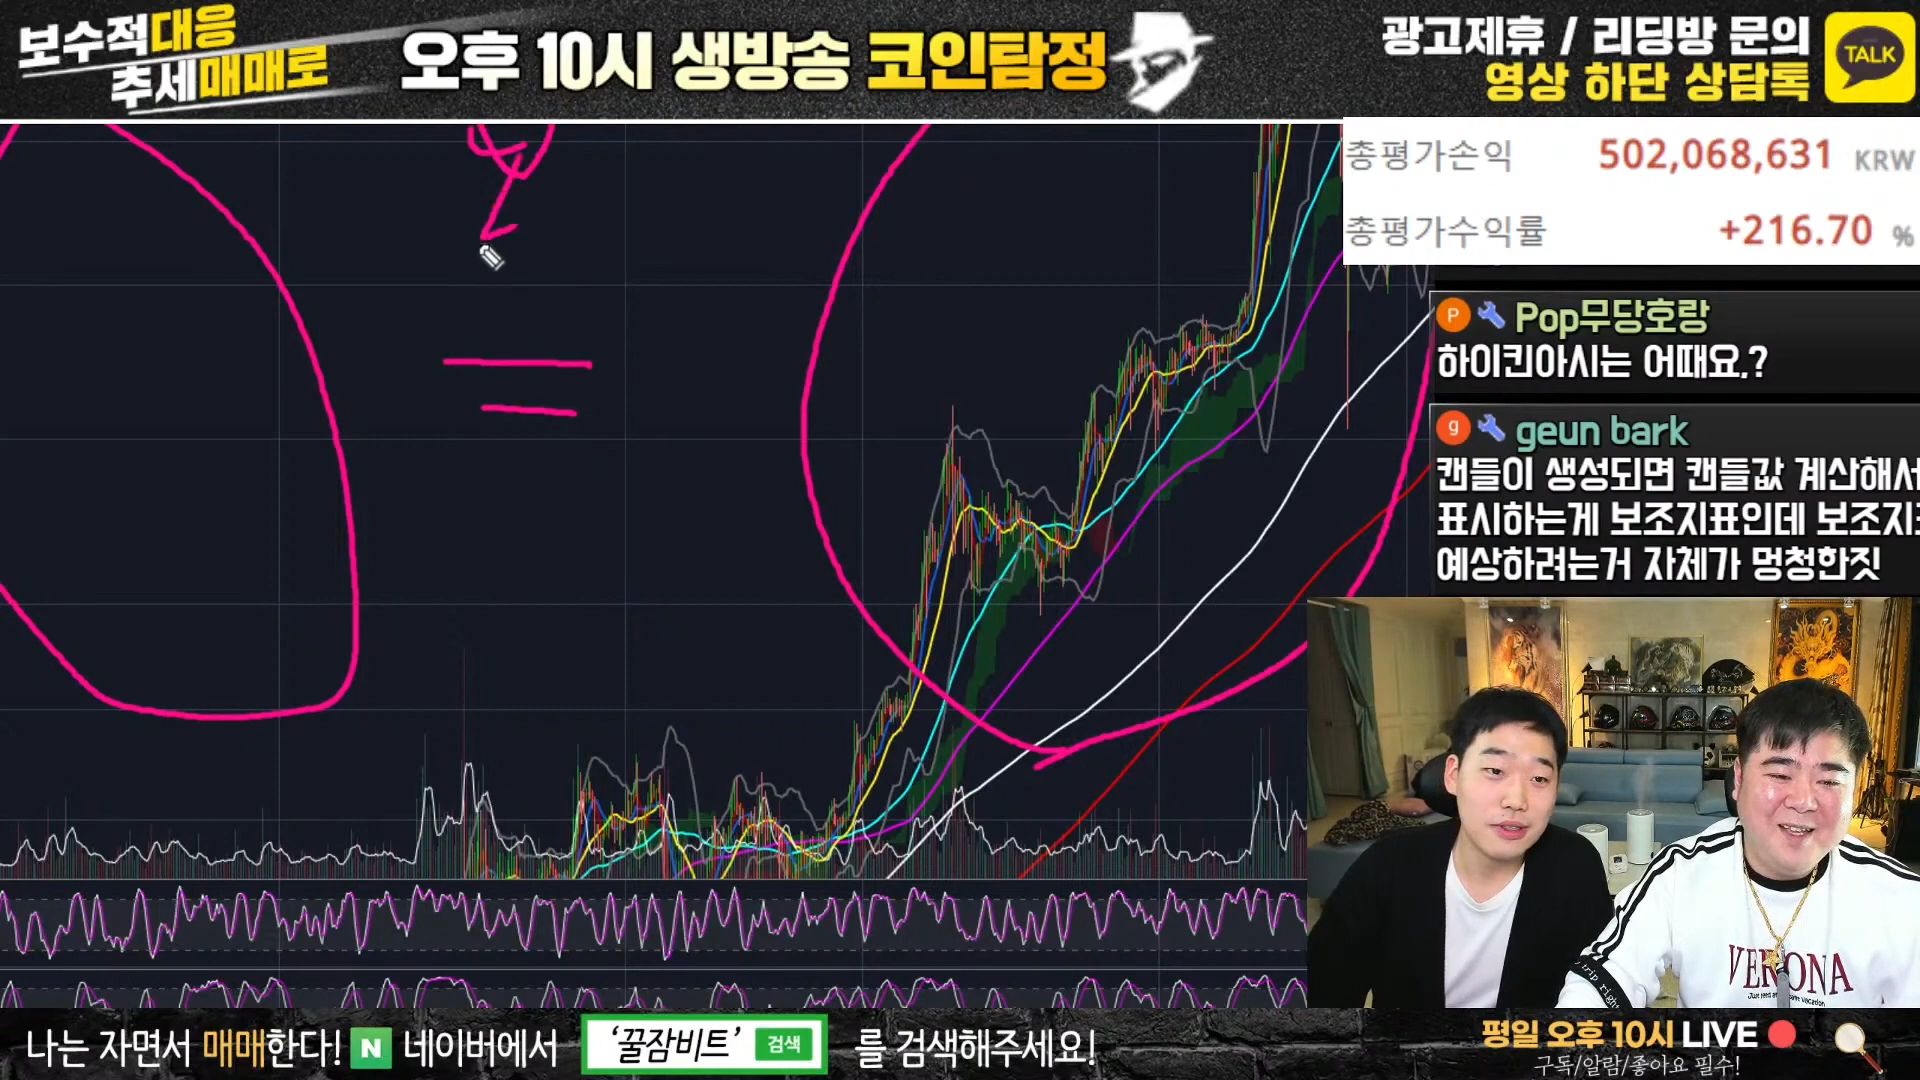 보수적대응
추세매매로
오후 10시 생방송 코인탐정
광고제휴 / 리딩방 문의
영상 하단 상담톡
TALK
총평가손익 502,068,631 KRW
총평가수익률 +216.70 %
P Pop무당호랑
하이킨아시는 어때요.?
g geun bark
캔들이 생성되면 캔들값 계산해서
표시하는게 보조지표인데
예상하려는거 자체가 멍청한짓
VERONA
나는 자면서 매매한다! N 네이버에서 '꿀잠비트' 검색 를 검색해주세요!
평일 오후 10시 LIVE
구독/알람/좋아요 필수!